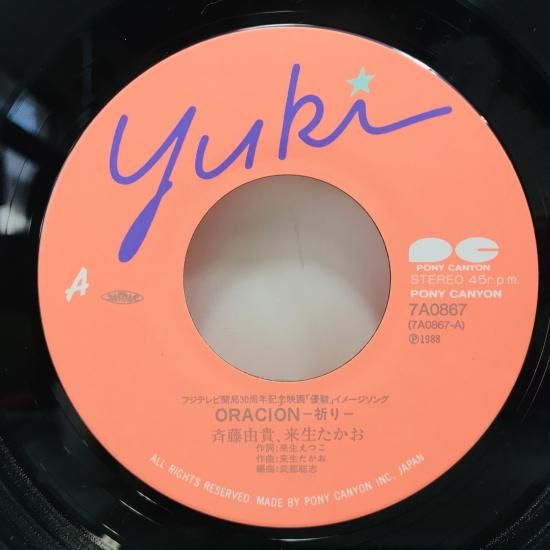 yuki
A
JASRAC
PC
PONY CANYON
STEREO 45r.p.m.
PONY CANYON
7A0867
(7A0867-A)
Ⓟ1988
フジテレビ開局30周年記念映画「優駿」イメージソング
ORACIÓN－祈り－
斉藤由貴、来生たかお
作詞:来生えつこ
作曲:来生たかお
編曲:武部聡志
ALL RIGHTS RESERVED. MADE BY PONY CANYON INC. JAPAN